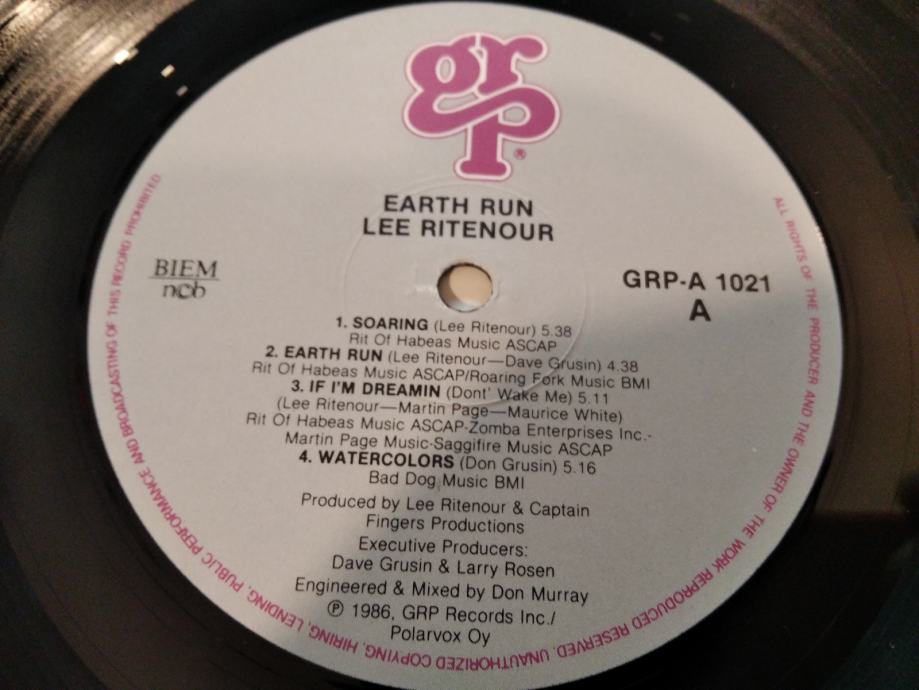 grp®
EARTH RUN
LEE RITENOUR
BIEM
ncb
GRP-A 1021
A
1. SOARING (Lee Ritenour) 5.38
Rit Of Habeas Music ASCAP
2. EARTH RUN (Lee Ritenour—Dave Grusin) 4.38
Rit Of Habeas Music ASCAP/Roaring Fork Music BMI
3. IF I'M DREAMIN (Dont' Wake Me) 5.11
(Lee Ritenour—Martin Page—Maurice White)
Rit Of Habeas Music ASCAP-Zomba Enterprises Inc.-
Martin Page Music-Saggifire Music ASCAP
4. WATERCOLORS (Don Grusin) 5.16
Bad Dog Music BMI
Produced by Lee Ritenour & Captain
Fingers Productions
Executive Producers:
Dave Grusin & Larry Rosen
Engineered & Mixed by Don Murray
℗ 1986, GRP Records Inc./
Polarvox Oy
ALL RIGHTS OF THE PRODUCER AND THE OWNER OF THE WORK REPRODUCED RESERVED. UNAUTHORIZED COPYING, HIRING, LENDING, PUBLIC PERFORMANCE AND BROADCASTING OF THIS RECORD PROHIBITED